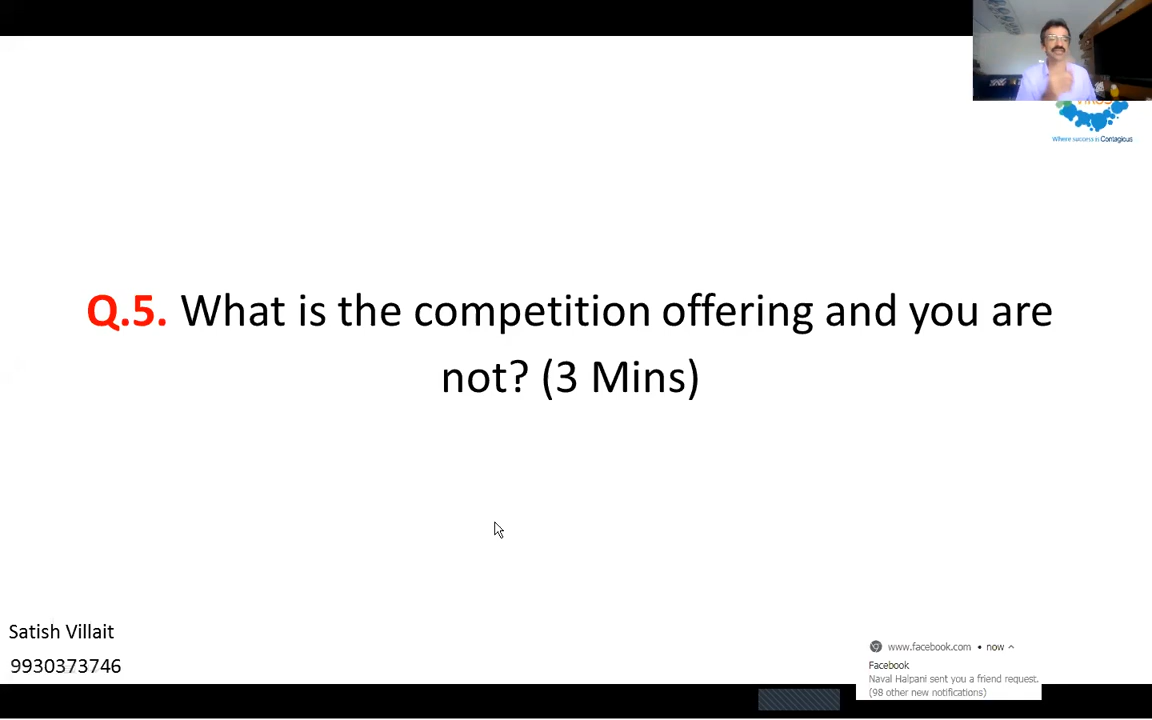 VIRUS
Where success is Contagious
Q.5. What is the competition offering and you are
not? (3 Mins)
Satish Villait
9930373746
www.facebook.com • now
Facebook
Naval Halpani sent you a friend request.
(98 other new notifications)